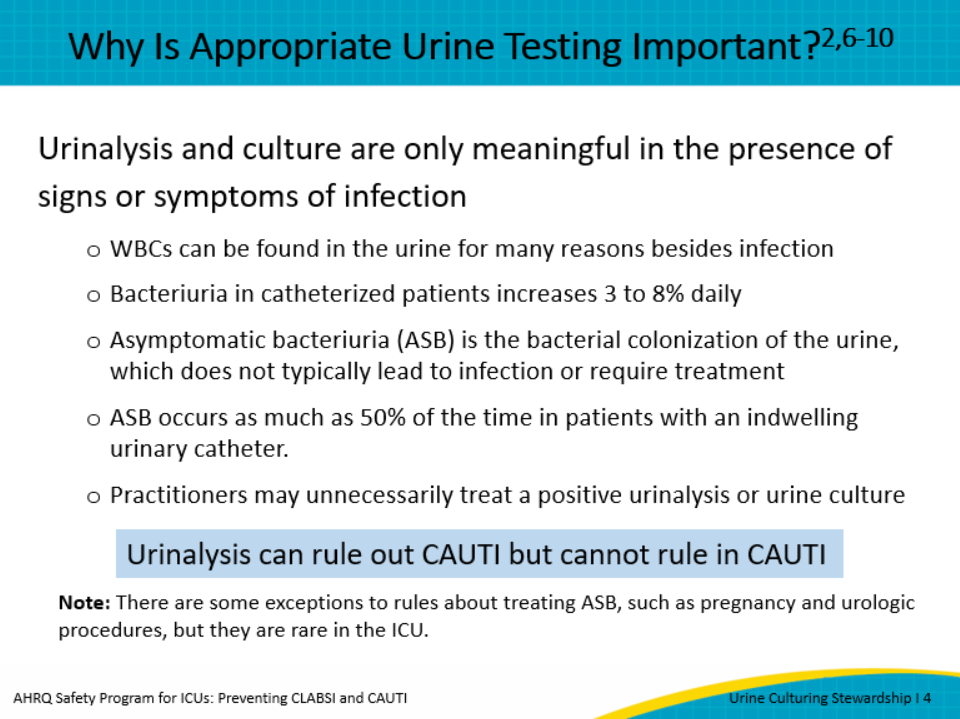 Why Is Appropriate Urine Testing Important?2,6-10
Urinalysis and culture are only meaningful in the presence of
signs or symptoms of infection
o WBCs can be found in the urine for many reasons besides infection
o Bacteriuria in catheterized patients increases 3 to 8% daily
o Asymptomatic bacteriuria (ASB) is the bacterial colonization of the urine,
which does not typically lead to infection or require treatment
o ASB occurs as much as 50% of the time in patients with an indwelling
urinary catheter.
o Practitioners may unnecessarily treat a positive urinalysis or urine culture
Urinalysis can rule out CAUTI but cannot rule in CAUTI
Note: There are some exceptions to rules about treating ASB, such as pregnancy and urologic
procedures, but they are rare in the ICU.
AHRQ Safety Program for ICUs: Preventing CLABSI and CAUTI
Urine Culturing Stewardship I 4